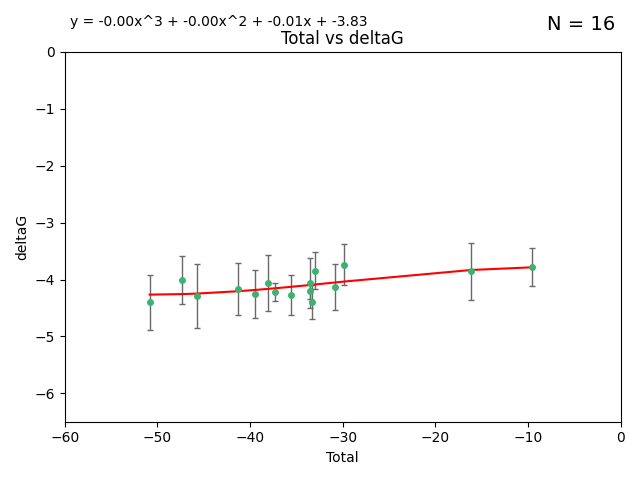 y = -0.00x^3 + -0.00x^2 + -0.01x + -3.83
N = 16
Total vs deltaG
0
−1
−2
−3
−4
−5
−6
deltaG
−60 −50 −40 −30 −20 −10 0
Total